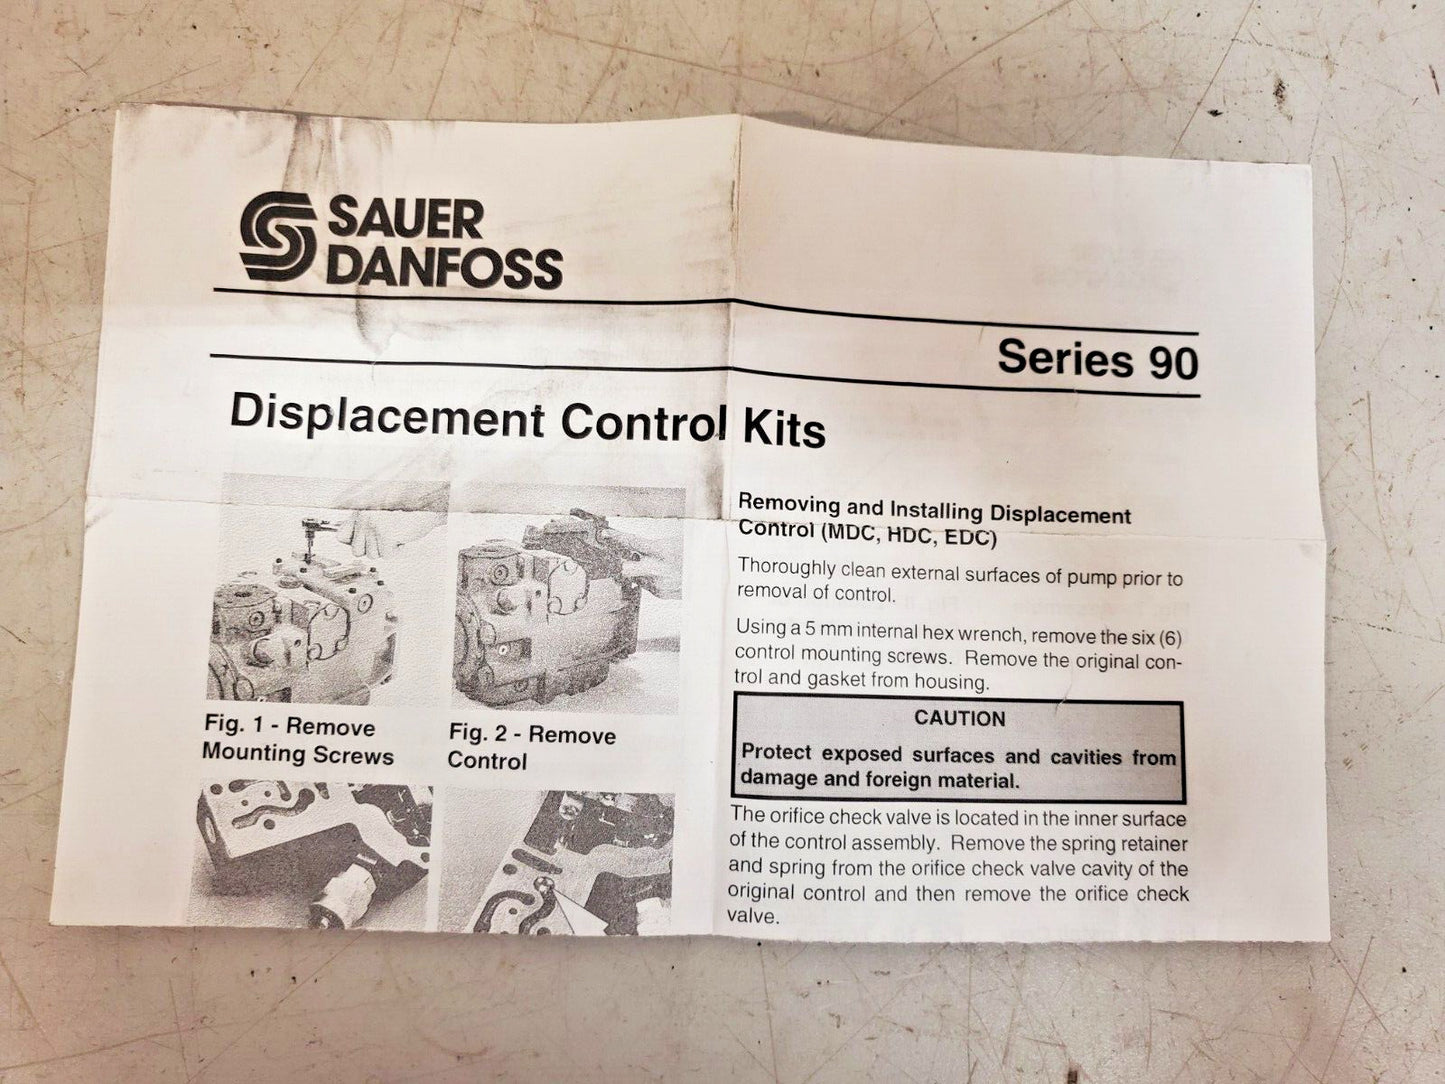 SAUER
DANFOSS
Series 90
Displacement Control Kits
Fig. 1 - Remove
Mounting Screws
Fig. 2 - Remove
Control
Removing and Installing Displacement
Control (MDC, HDC, EDC)
Thoroughly clean external surfaces of pump prior to
removal of control.
Using a 5 mm internal hex wrench, remove the six (6)
control mounting screws. Remove the original con-
trol and gasket from housing.
CAUTION
Protect exposed surfaces and cavities from
damage and foreign material.
The orifice check valve is located in the inner surface
of the control assembly. Remove the spring retainer
and spring from the orifice check valve cavity of the
original control and then remove the orifice check
valve.